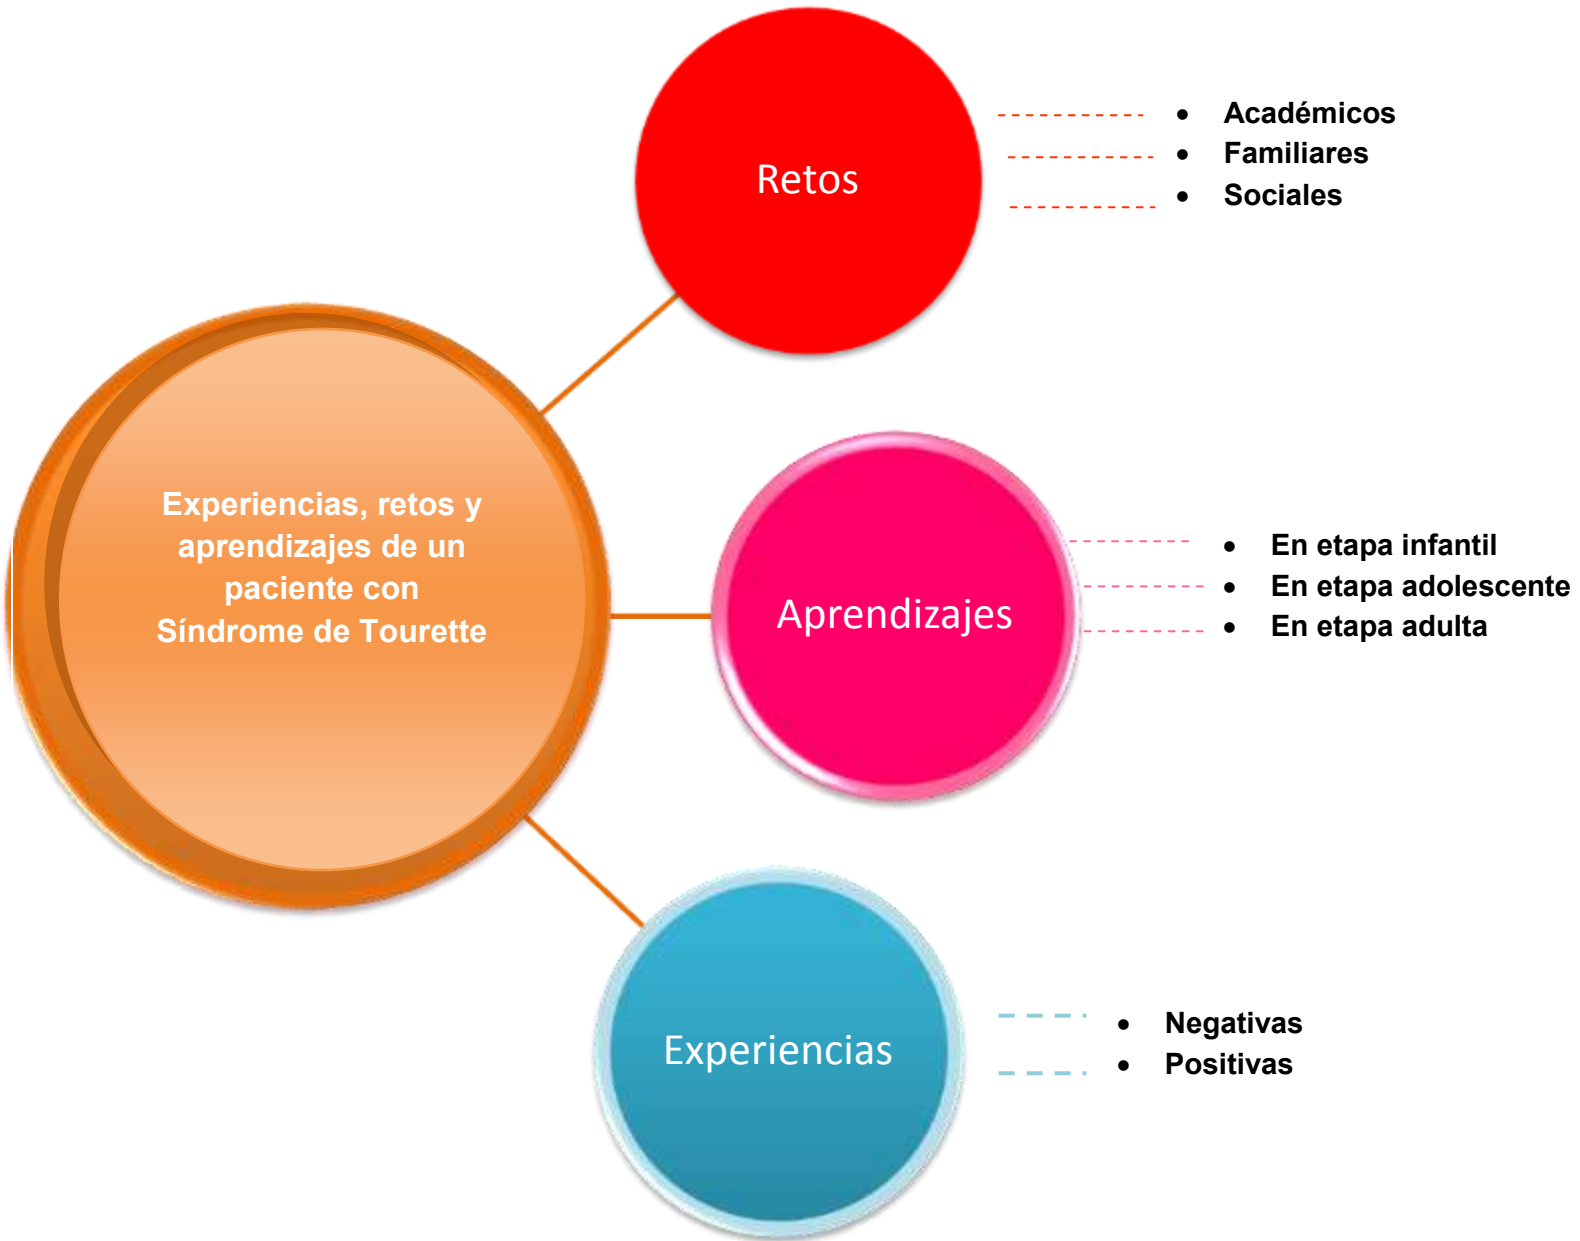 Experiencias, retos y
aprendizajes de un
paciente con
Síndrome de Tourette
Retos
• Académicos
• Familiares
• Sociales
Aprendizajes
• En etapa infantil
• En etapa adolescente
• En etapa adulta
Experiencias
• Negativas
• Positivas